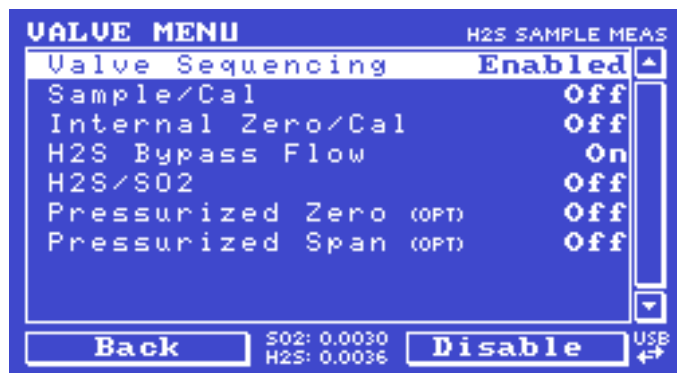 VALVE MENU H2S SAMPLE MEAS
Valve Sequencing Enabled
Sample/Cal Off
Internal Zero/Cal Off
H2S Bypass Flow On
H2S/SO2 Off
Pressurized Zero (OPT) Off
Pressurized Span (OPT) Off
Back SO2: 0.0030 Disable USB
H2S: 0.0036